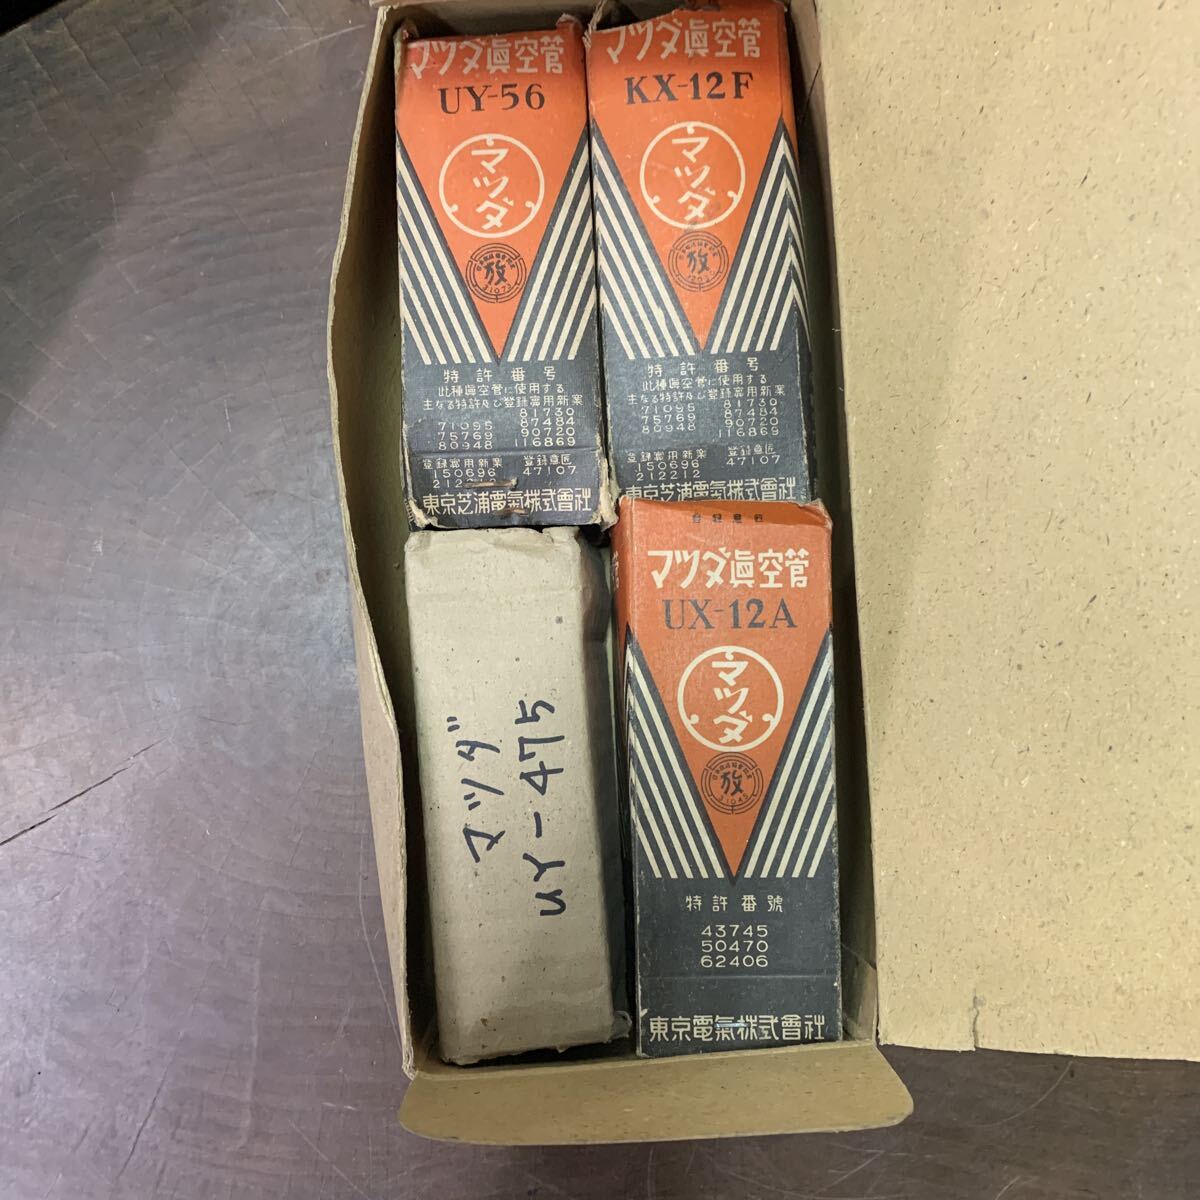 マツダ眞空管
UY-56
マツダ
放
特許番号
此種眞空管に使用する
主なる特許及び登録實用新案
81730
71095 87484
75769 90720
80948 116869
登録實用新案 登録意匠
150696 47107
東京芝浦電氣株式會社
マツダ眞空管
KX-12F
マツダ
放
特許番号
此種眞空管に使用する
主なる特許及び登録實用新案
71095 81730
75769 87484
80948 90720
116869
登録實用新案 登録意匠
150696 47107
212212
東京芝浦電氣株式會社
マツダ
UY-475
マツダ眞空管
UX-12A
マツダ
放
特許番號
43745
50470
62406
東京電氣株式會社